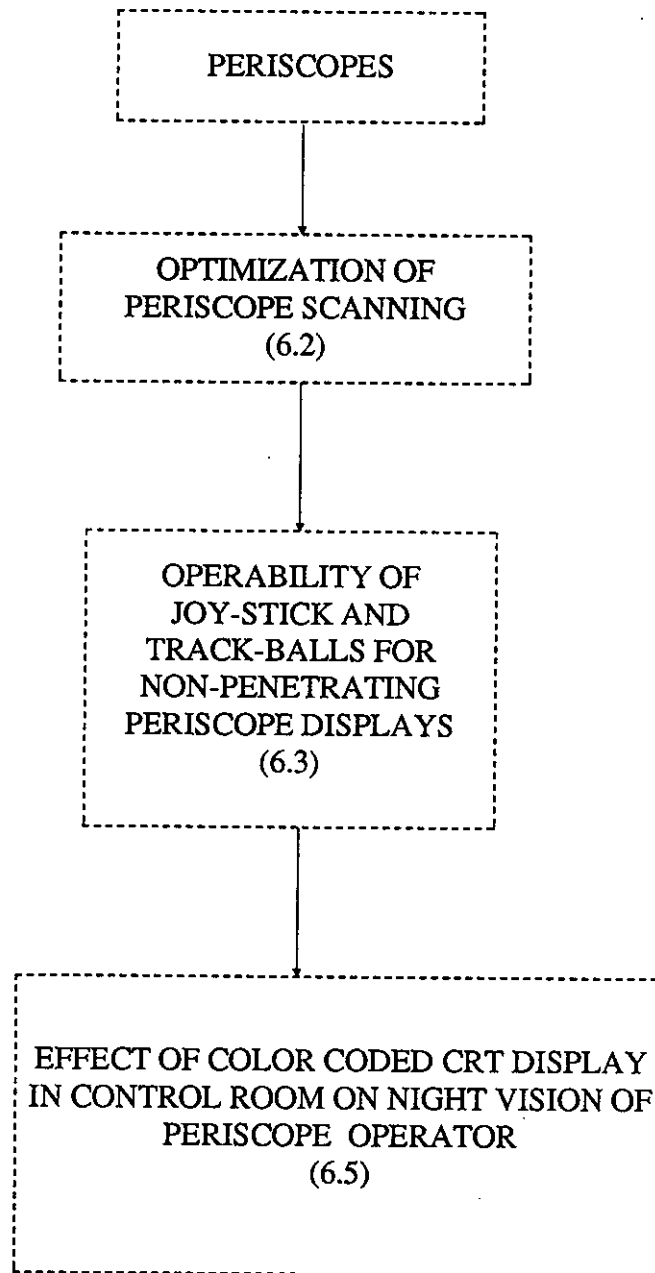 PERISCOPES
OPTIMIZATION OF
PERISCOPE SCANNING
(6.2)
OPERABILITY OF
JOY-STICK AND
TRACK-BALLS FOR
NON-PENETRATING
PERISCOPE DISPLAYS
(6.3)
EFFECT OF COLOR CODED CRT DISPLAY
IN CONTROL ROOM ON NIGHT VISION OF
PERISCOPE OPERATOR
(6.5)